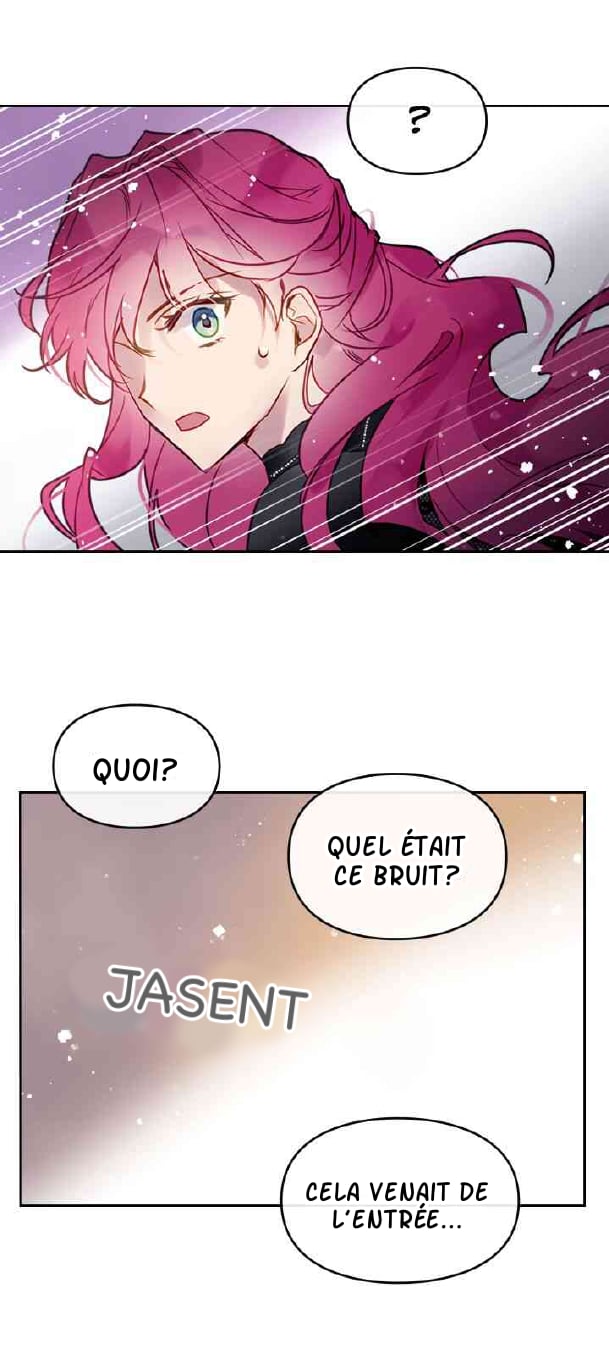 ?
QUOI?
QUEL ÉTAIT
CE BRUIT?
JASENT
CELA VENAIT DE
L'ENTRÉE...